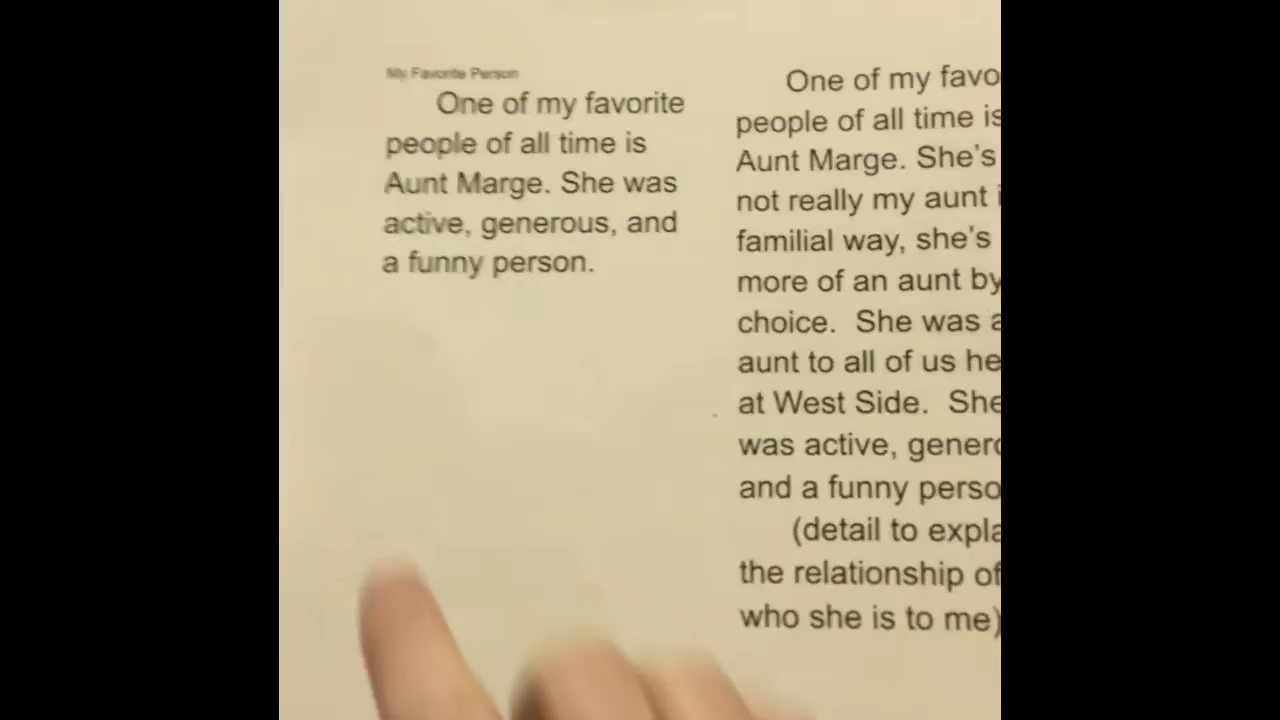 My Favorite Person
One of my favorite
people of all time is
Aunt Marge. She was
active, generous, and
a funny person.
One of my favo
people of all time is
Aunt Marge. She's
not really my aunt i
familial way, she's
more of an aunt by
choice. She was a
aunt to all of us he
at West Side. She
was active, genero
and a funny perso
(detail to expla
the relationship of
who she is to me)